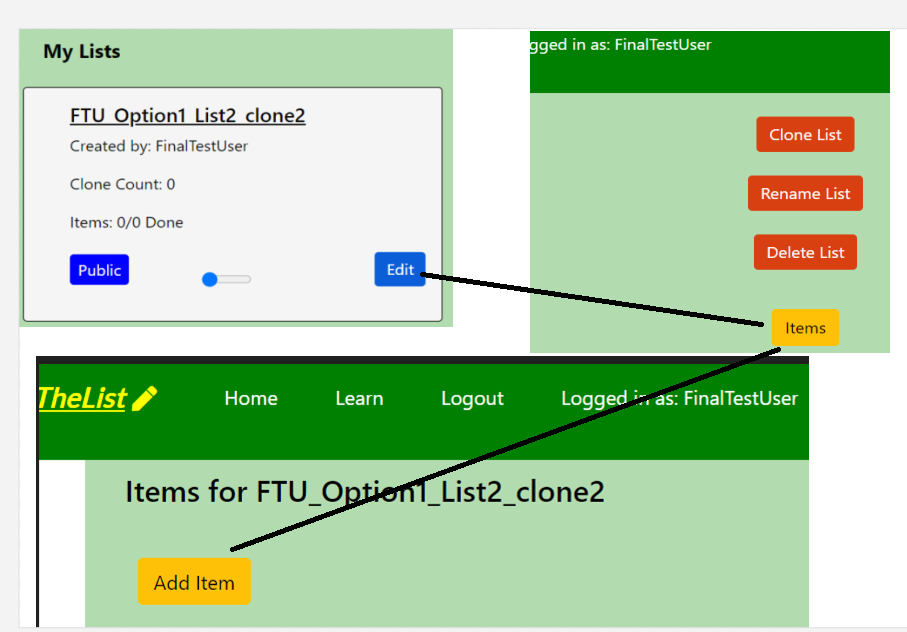 My Lists
FTU_Option1_List2_clone2
Created by: FinalTestUser
Clone Count: 0
Items: 0/0 Done
Public
Edit
gged in as: FinalTestUser
Clone List
Rename List
Delete List
Items
TheList
Home
Learn
Logout
Logged in as: FinalTestUser
Items for FTU_Option1_List2_clone2
Add Item